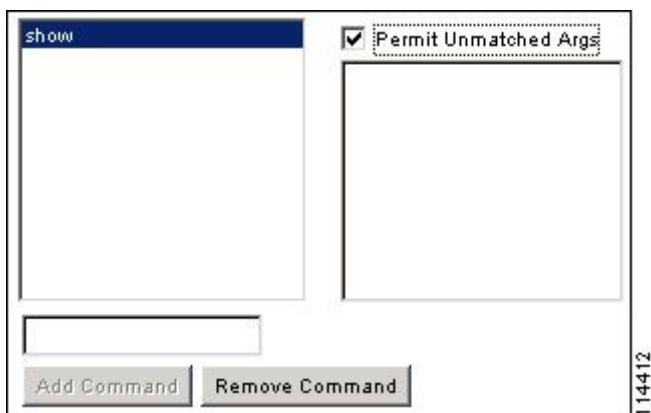 show
Permit Unmatched Args
Add Command
Remove Command
114412